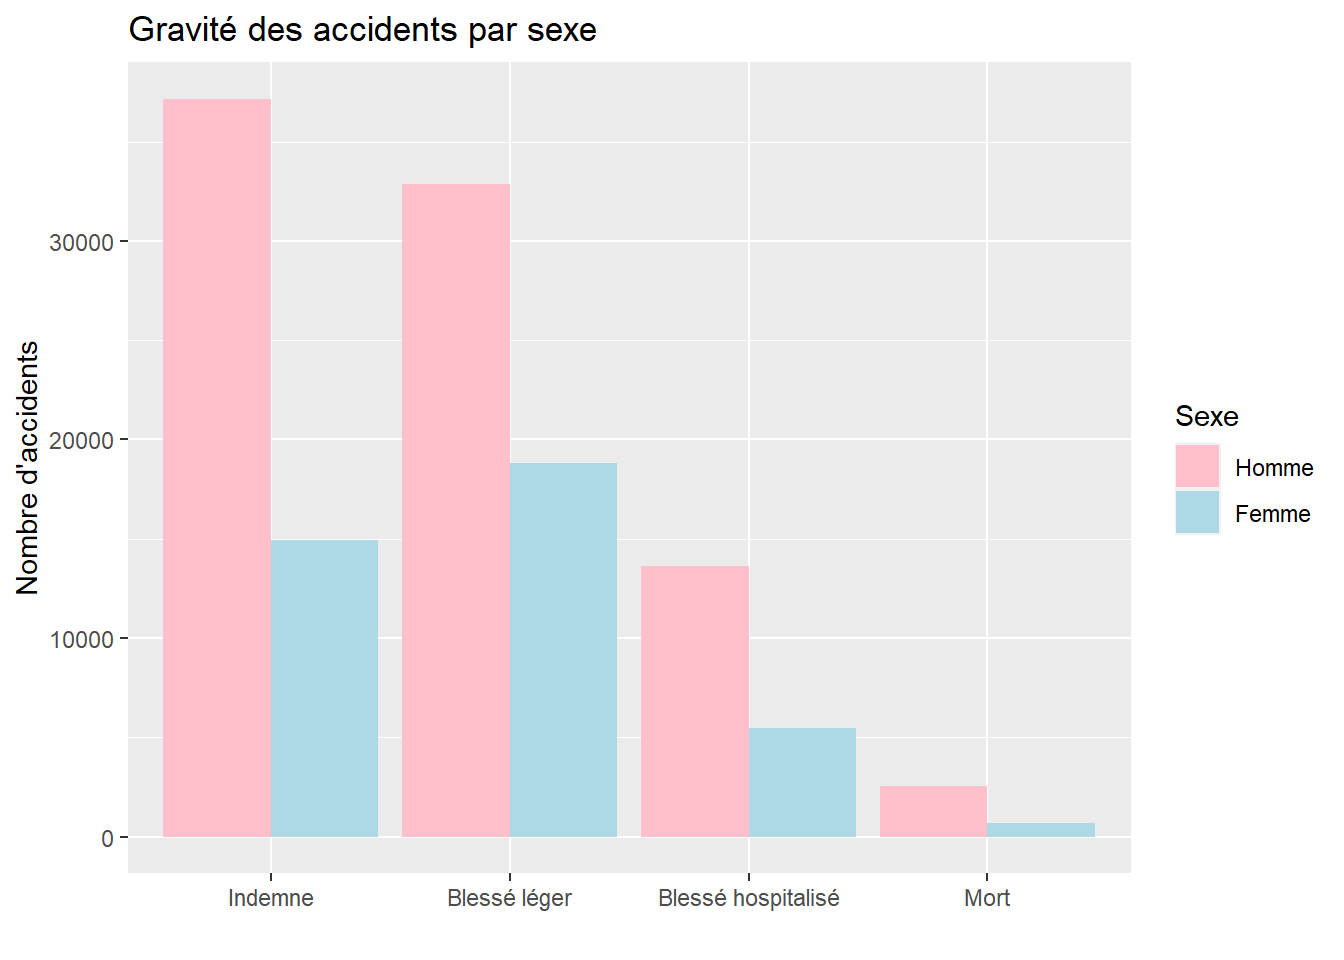 Gravité des accidents par sexe
Nombre d'accidents
30000
20000
10000
0
Indemne
Blessé léger
Blessé hospitalisé
Mort
Sexe
Homme
Femme